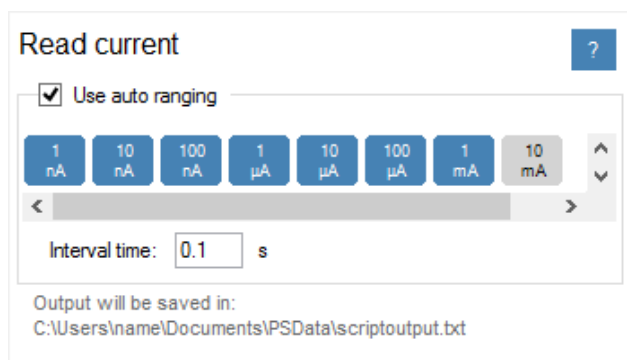 Read current
?
Use auto ranging
1 nA
10 nA
100 nA
1 µA
10 µA
100 µA
1 mA
10 mA
Interval time: 0.1 s
Output will be saved in:
C:\Users\name\Documents\PSData\scriptoutput.txt